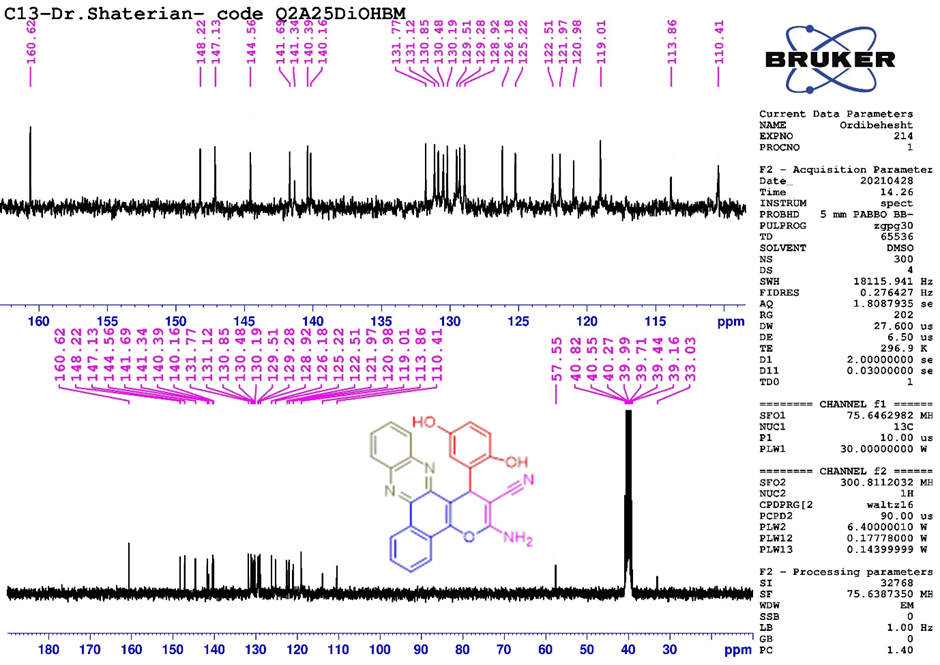 C13-Dr.Shaterian- code O2A25DiOHBM
160.62
148.22
147.13
144.56
141.69
141.34
140.39
140.16
131.77
131.12
130.85
130.48
130.19
129.51
129.28
128.92
126.18
125.22
122.51
121.97
120.98
119.01
113.86
110.41
160 155 150 145 140 135 130 125 120 115 ppm
160.62
148.22
147.13
144.56
141.69
141.34
140.39
140.16
131.77
131.12
130.85
130.48
130.19
129.51
129.28
128.92
126.18
125.22
122.51
121.97
120.98
119.01
113.86
110.41
57.55
40.82
40.55
40.27
39.99
39.71
39.44
39.16
33.03
HO
OH
N
N
N
O
NH2
180 170 160 150 140 130 120 110 100 90 80 70 60 50 40 30 ppm
BRUKER
Current Data Parameters
NAME Ordibehesht
EXPNO 214
PROCNO 1
F2 - Acquisition Parameter
Date_ 20210428
Time 14.26
INSTRUM spect
PROBHD 5 mm PABBO BB-
PULPROG zgpg30
TD 65536
SOLVENT DMSO
NS 300
DS 4
SWH 18115.941 Hz
FIDRES 0.276427 Hz
AQ 1.8087935 se
RG 202
DW 27.600 us
DE 6.50 us
TE 296.9 K
D1 2.00000000 se
D11 0.03000000 se
TD0 1
======== CHANNEL f1 ======
SFO1 75.6462982 MH
NUC1 13C
P1 10.00 us
PLW1 30.00000000 W
======== CHANNEL f2 ======
SFO2 300.8112032 MH
NUC2 1H
CPDPRG[2 waltz16
PCPD2 90.00 us
PLW2 6.40000010 W
PLW12 0.17778000 W
PLW13 0.14399999 W
F2 - Processing parameters
SI 32768
SF 75.6387350 MH
WDW EM
SSB 0
LB 1.00 Hz
GB 0
PC 1.40